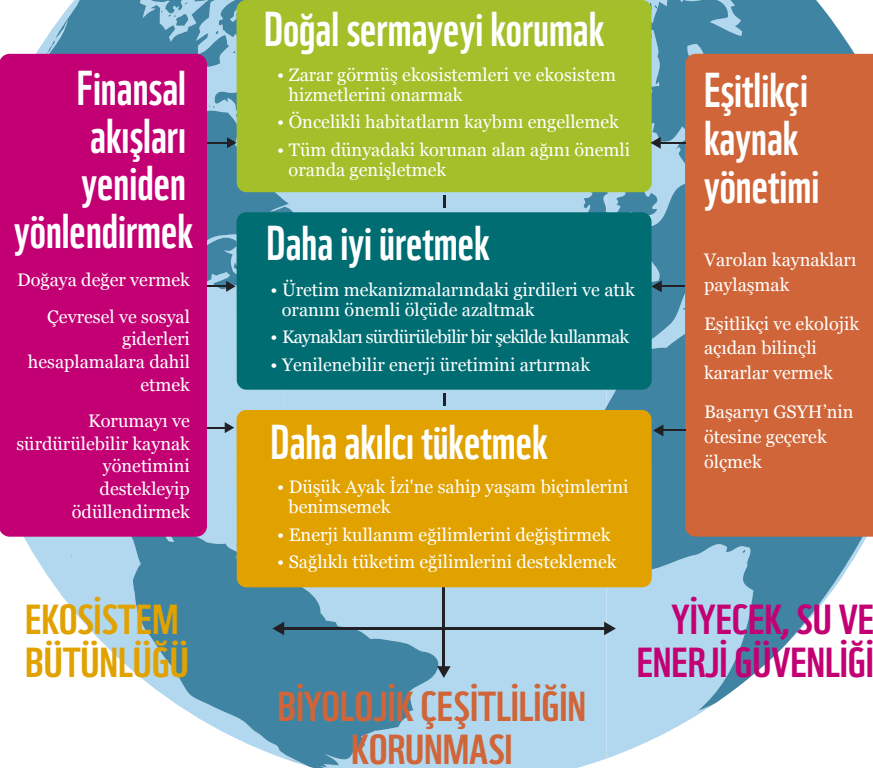 Doğal sermayeyi korumak
• Zarar görmüş ekosistemleri ve ekosistem
hizmetlerini onarmak
• Öncelikli habitatların kaybını engellemek
• Tüm dünyadaki korunan alan ağını önemli
oranda genişletmek
Finansal
akışları
yeniden
yönlendirmek
Doğaya değer vermek
Çevresel ve sosyal
giderleri
hesaplamalara dahil
etmek
Korumayı ve
sürdürülebilir kaynak
yönetimini
destekleyip
ödüllendirmek
Daha iyi üretmek
• Üretim mekanizmalarındaki girdileri ve atık
oranını önemli ölçüde azaltmak
• Kaynakları sürdürülebilir bir şekilde kullanmak
• Yenilenebilir enerji üretimini artırmak
Daha akılcı tüketmek
• Düşük Ayak İzi'ne sahip yaşam biçimlerini
benimsemek
• Enerji kullanım eğilimlerini değiştirmek
• Sağlıklı tüketim eğilimlerini desteklemek
Eşitlikçi
kaynak
yönetimi
Varolan kaynakları
paylaşmak
Eşitlikçi ve ekolojik
açıdan bilinçli
kararlar vermek
Başarıyı GSYH’nin
ötesine geçerek
ölçmek
EKOSİSTEM
BÜTÜNLÜĞÜ
BİYOLOJİK ÇEŞİTLİLİĞİN
KORUNMASI
YİYECEK, SU VE
ENERJİ GÜVENLİĞİ